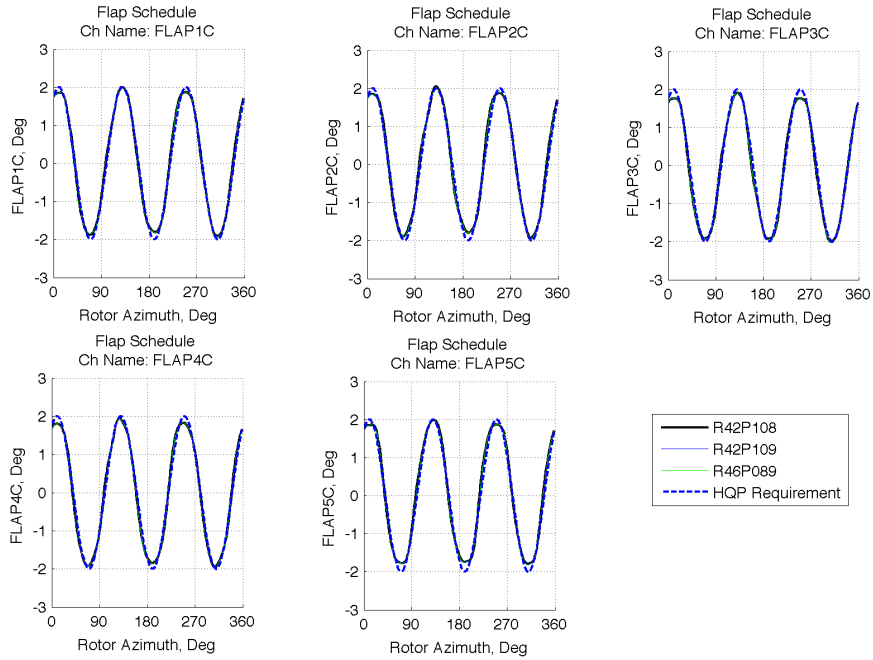 Flap Schedule
Ch Name: FLAP1C
3
2
1
0
-1
-2
-3
FLAP1C, Deg
0 90 180 270 360
Rotor Azimuth, Deg
Flap Schedule
Ch Name: FLAP2C
3
2
1
0
-1
-2
-3
FLAP2C, Deg
0 90 180 270 360
Rotor Azimuth, Deg
Flap Schedule
Ch Name: FLAP3C
3
2
1
0
-1
-2
-3
FLAP3C, Deg
0 90 180 270 360
Rotor Azimuth, Deg
Flap Schedule
Ch Name: FLAP4C
3
2
1
0
-1
-2
-3
FLAP4C, Deg
0 90 180 270 360
Rotor Azimuth, Deg
Flap Schedule
Ch Name: FLAP5C
3
2
1
0
-1
-2
-3
FLAP5C, Deg
0 90 180 270 360
Rotor Azimuth, Deg
R42P108
R42P109
R46P089
HQP Requirement